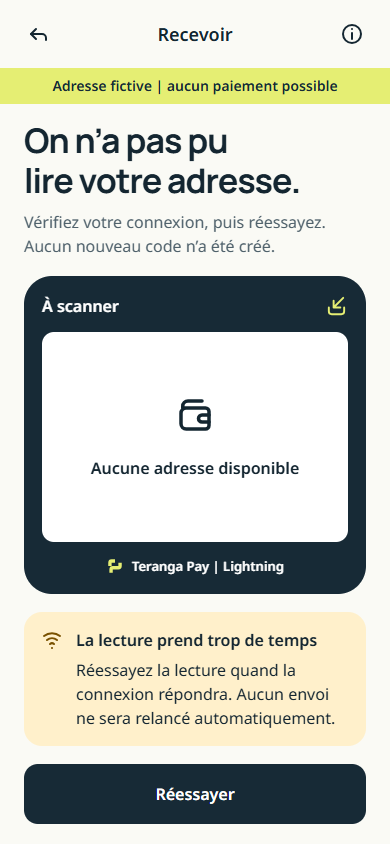 Recevoir
Adresse fictive | aucun paiement possible
On n’a pas pu
lire votre adresse.
Vérifiez votre connexion, puis réessayez.
Aucun nouveau code n’a été créé.
À scanner
Aucune adresse disponible
Teranga Pay | Lightning
La lecture prend trop de temps
Réessayez la lecture quand la
connexion répondra. Aucun envoi
ne sera relancé automatiquement.
Réessayer